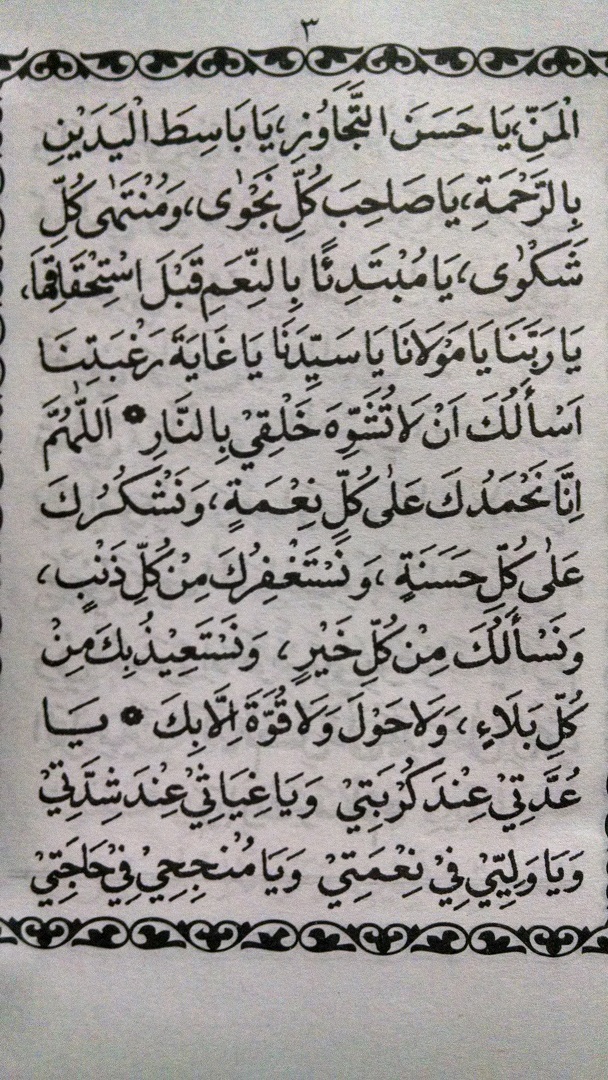 ٣
الْمَنِّ، يَا حَسَنَ التَّجَاوُزِ، يَا بَاسِطَ الْيَدَيْنِ
بِالرَّحْمَةِ، يَا صَاحِبَ كُلِّ نَجْوٰى، وَمُنْتَهٰى كُلِّ
شَكْوٰى، يَا مُبْتَدِئًا بِالنِّعَمِ قَبْلَ اسْتِحْقَاقِهَا،
يَا رَبَّنَا يَا مَوْلَانَا يَا سَيِّدَنَا يَا غَايَةَ رَغْبَتِنَا
اَسْأَلُكَ اَنْ لَا تُشَوِّهَ خَلْقِيْ بِالنَّارِ * اَللّٰهُمَّ
اِنَّا نَحْمَدُكَ عَلٰى كُلِّ نِعْمَةٍ، وَنَشْكُرُكَ
عَلٰى كُلِّ حَسَنَةٍ، وَنَسْتَغْفِرُكَ مِنْ كُلِّ ذَنْبٍ،
وَنَسْأَلُكَ مِنْ كُلِّ خَيْرٍ، وَنَسْتَعِيْذُ بِكَ مِنْ
كُلِّ بَلَاءٍ، وَلَا حَوْلَ وَلَا قُوَّةَ اِلَّا بِكَ * يَا
عُدَّتِيْ عِنْدَ كُرْبَتِيْ وَيَا غِيَاثِيْ عِنْدَ شِدَّتِيْ
وَيَا وَلِيِّيْ فِيْ نِعْمَتِيْ وَيَا مُنْجِحِيْ فِيْ حَاجَتِيْ